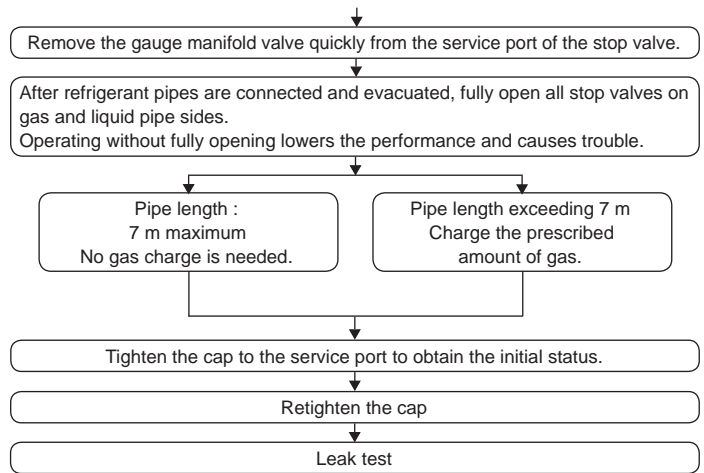 Remove the gauge manifold valve quickly from the service port of the stop valve.
After refrigerant pipes are connected and evacuated, fully open all stop valves on
gas and liquid pipe sides.
Operating without fully opening lowers the performance and causes trouble.
Pipe length :
7 m maximum
No gas charge is needed.
Pipe length exceeding 7 m
Charge the prescribed
amount of gas.
Tighten the cap to the service port to obtain the initial status.
Retighten the cap
Leak test